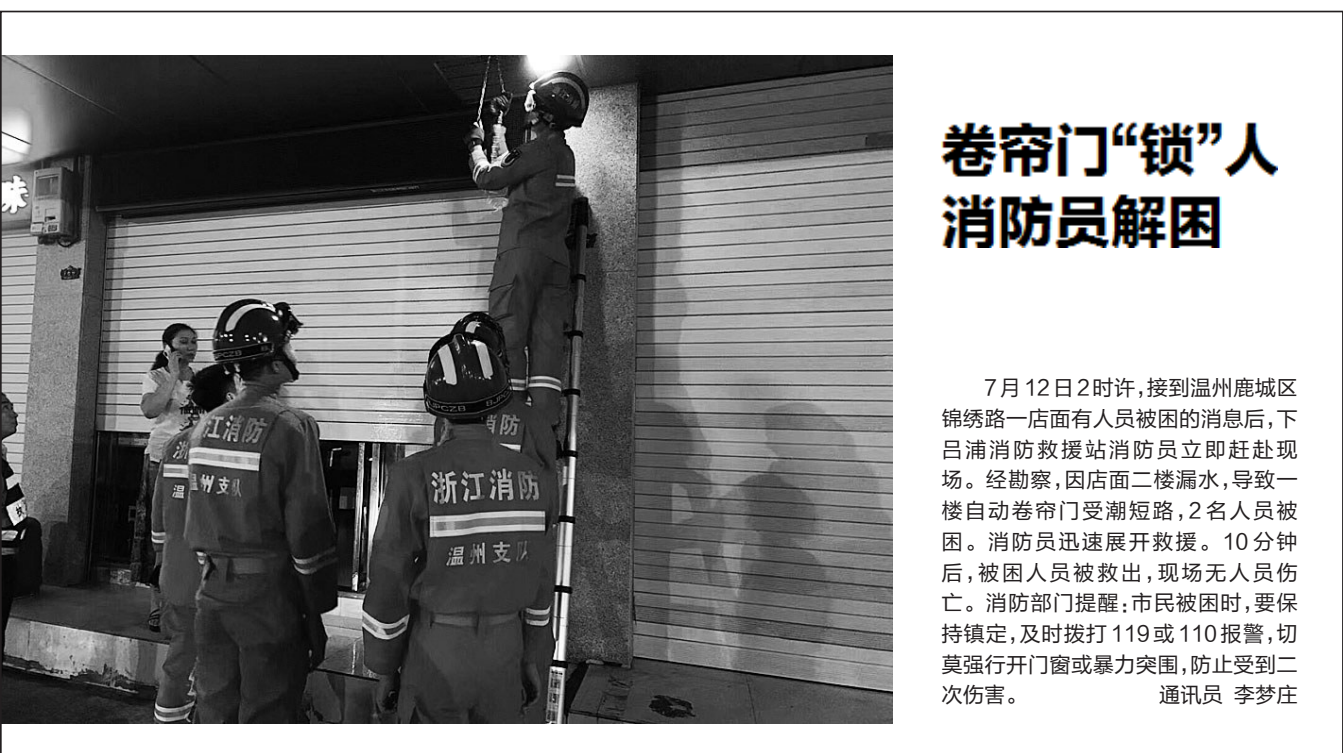 卷帘门“锁”人
消防员解困
7月12日2时许,接到温州鹿城区
锦绣路一店面有人员被困的消息后,下
吕浦消防救援站消防员立即赶赴现
场。经勘察,因店面二楼漏水,导致一
楼自动卷帘门受潮短路,2名人员被
困。消防员迅速展开救援。10分钟
后,被困人员被救出,现场无人员伤
亡。消防部门提醒:市民被困时,要保
持镇定,及时拨打119或110报警,切
莫强行开门窗或暴力突围,防止受到二
次伤害。 通讯员 李梦庄
味
江消防
州支队
浙
温
消防
浙江消防
温州支队